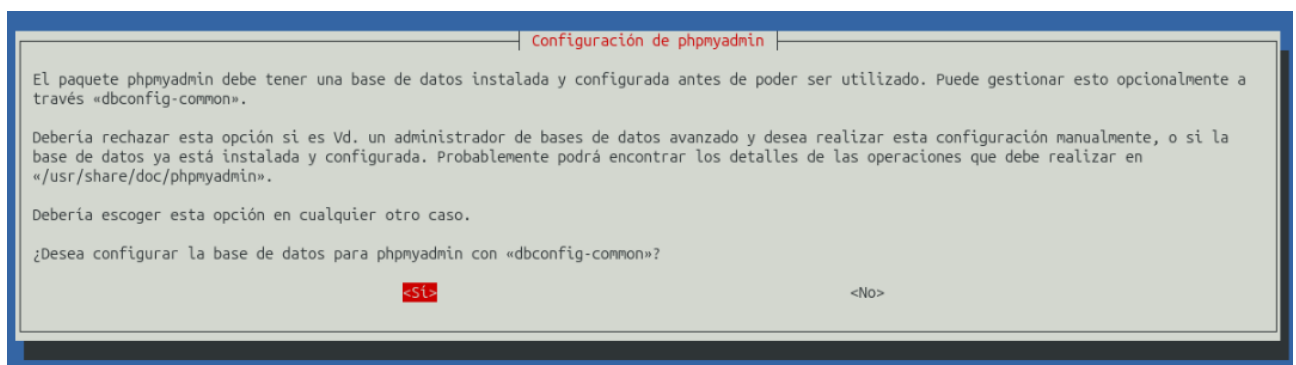 Configuración de phpmyadmin
El paquete phpmyadmin debe tener una base de datos instalada y configurada antes de poder ser utilizado. Puede gestionar esto opcionalmente a
través «dbconfig-common».
Debería rechazar esta opción si es Vd. un administrador de bases de datos avanzado y desea realizar esta configuración manualmente, o si la
base de datos ya está instalada y configurada. Probablemente podrá encontrar los detalles de las operaciones que debe realizar en
«/usr/share/doc/phpmyadmin».
Debería escoger esta opción en cualquier otro caso.
¿Desea configurar la base de datos para phpmyadmin con «dbconfig-common»?
<Sí> <No>